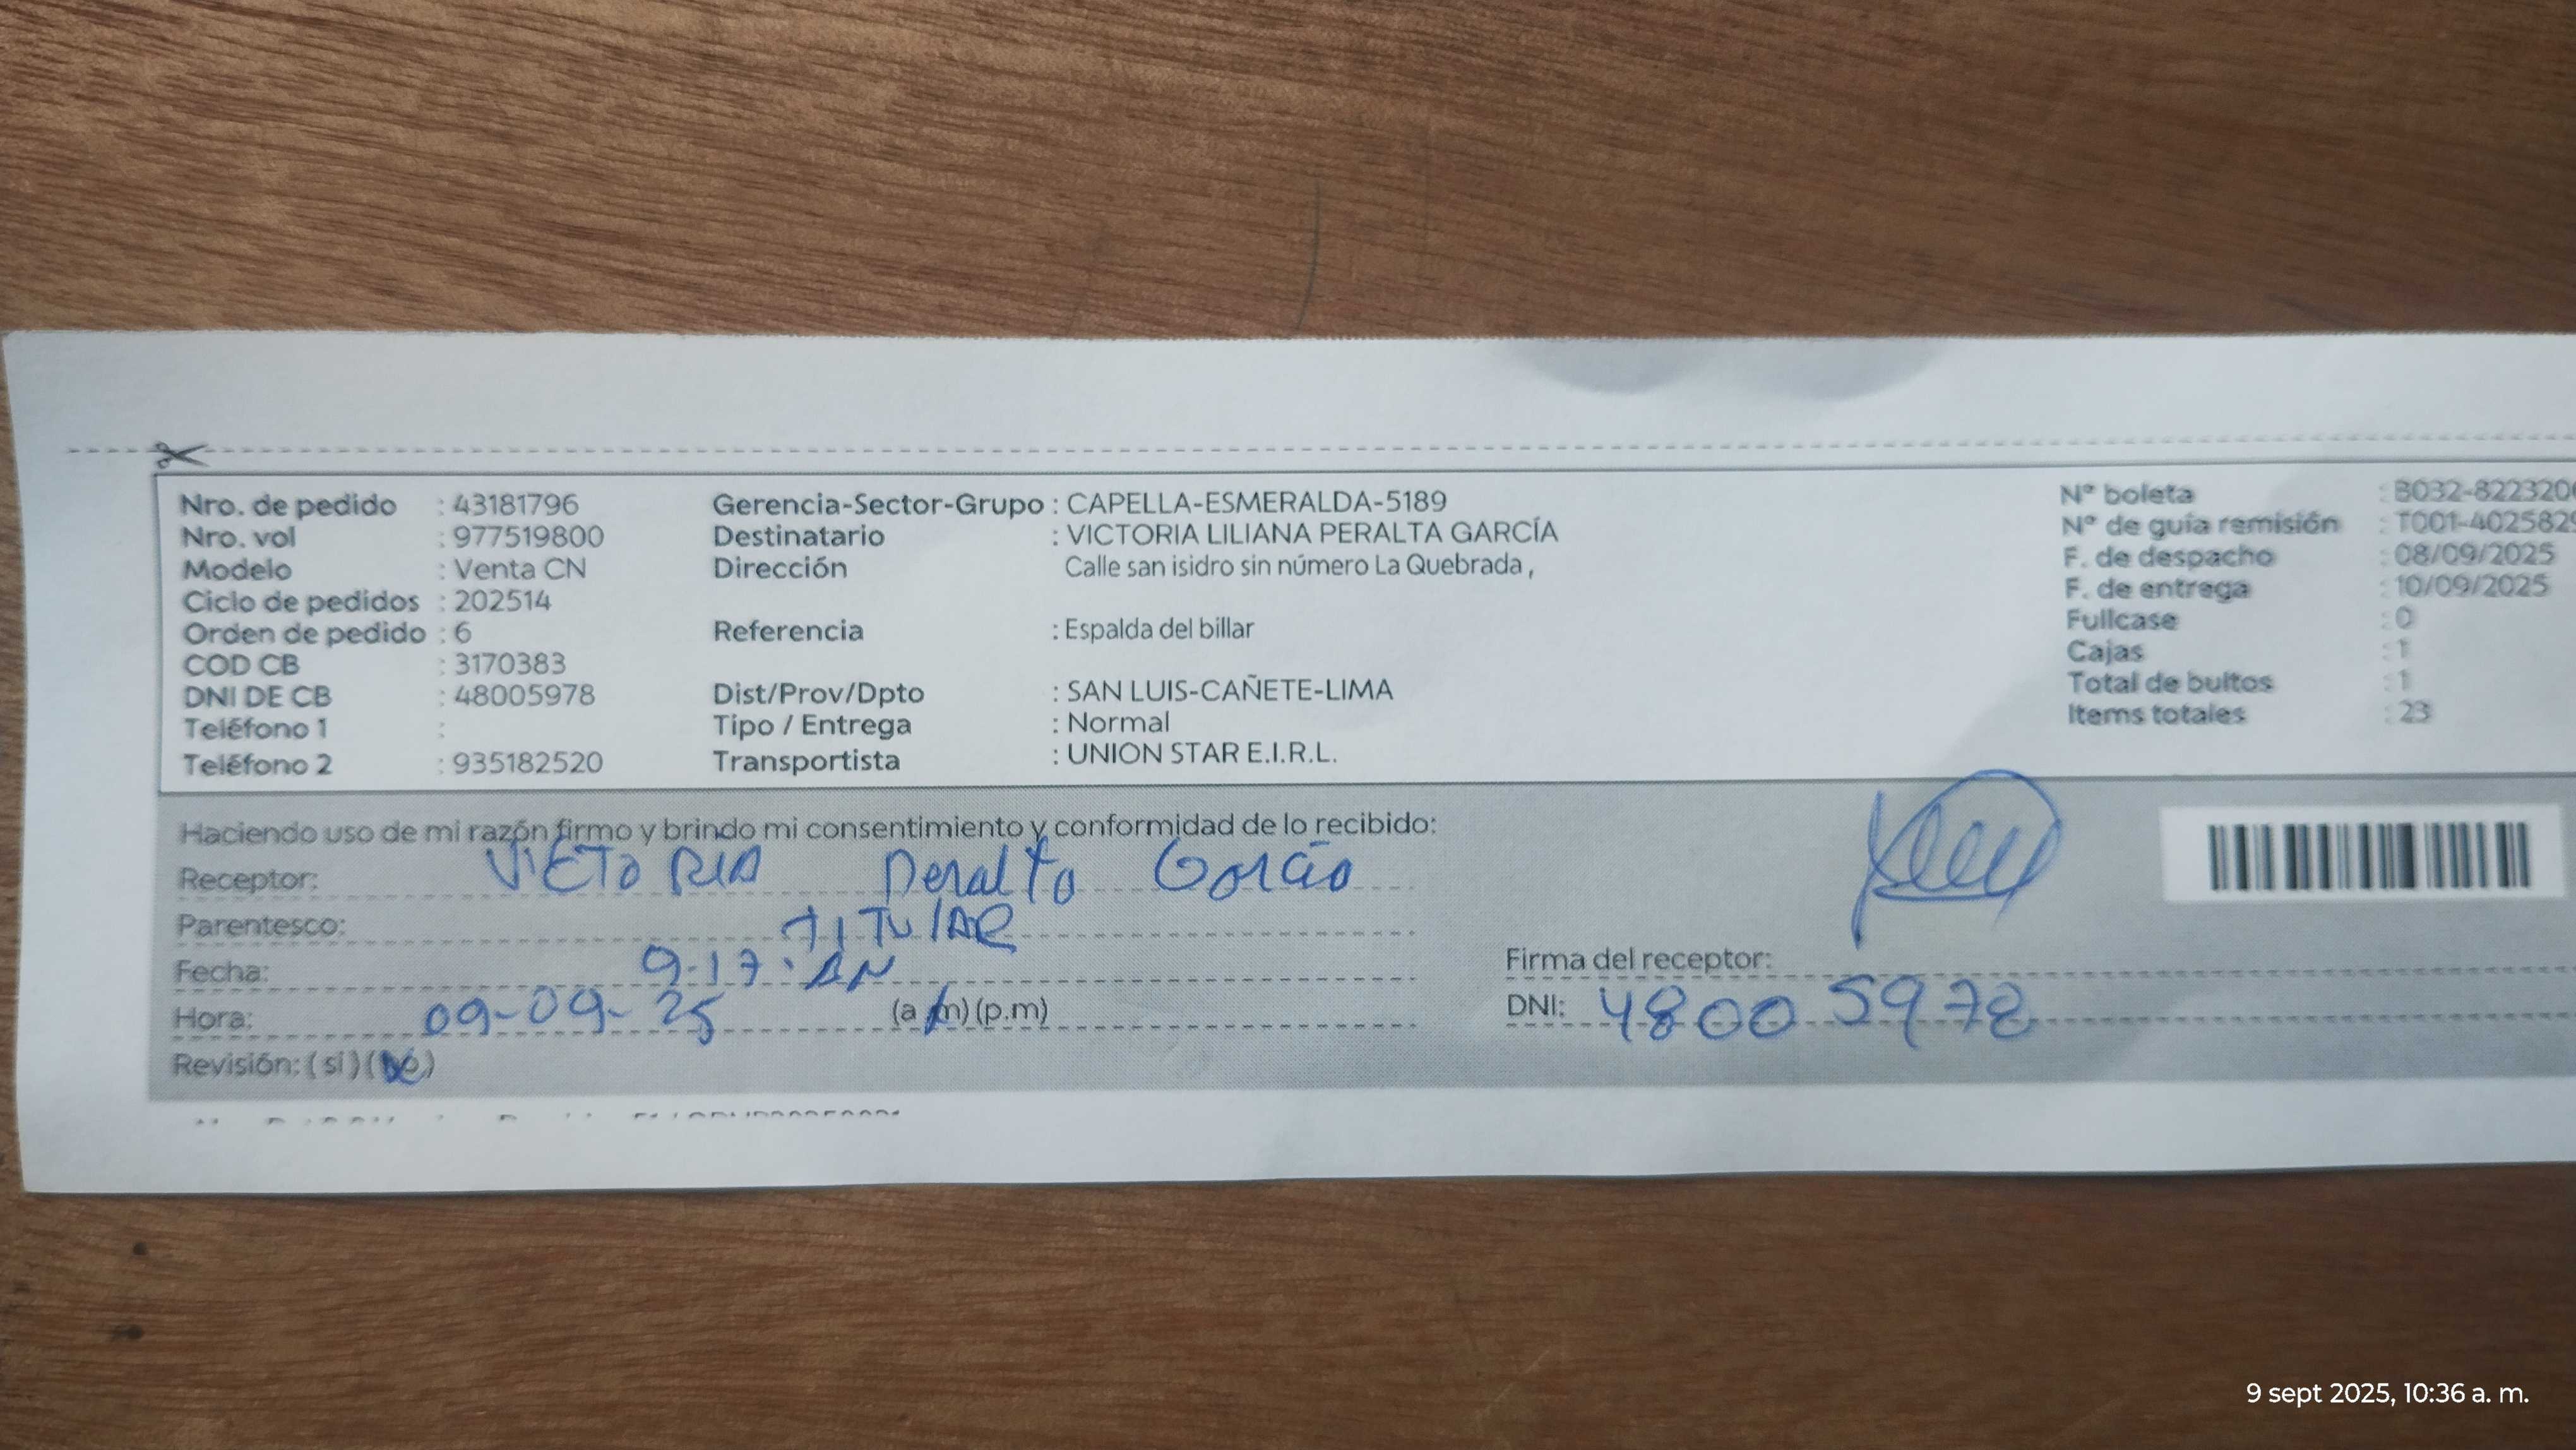 Nro. de pedido : 43181796
Nro. vol : 977519800
Modelo : Venta CN
Ciclo de pedidos : 202514
Orden de pedido : 6
COD CB : 3170383
DNI DE CB : 48005978
Teléfono 1 :
Teléfono 2 : 935182520
Gerencia-Sector-Grupo : CAPELLA-ESMERALDA-5189
Destinatario : VICTORIA LILIANA PERALTA GARCÍA
Dirección Calle san isidro sin número La Quebrada ,
Referencia : Espalda del billar
Dist/Prov/Dpto : SAN LUIS-CAÑETE-LIMA
Tipo / Entrega : Normal
Transportista : UNION STAR E.I.R.L.
N° boleta : B032-822320
N° de guía remisión : T001-402582
F. de despacho : 08/09/2025
F. de entrega : 10/09/2025
Fullcase : 0
Cajas : 1
Total de bultos : 1
Items totales : 23
Haciendo uso de mi razón firmo y brindo mi consentimiento y conformidad de lo recibido:
Receptor: VICTORIA Peralta Garcia
Parentesco: TITULAR
Fecha: 9-17
Hora: 09-09-25 (a.m) (p.m)
Revisión: ( si ) (no)
Firma del receptor:
DNI: 48005978
9 sept 2025, 10:36 a. m.